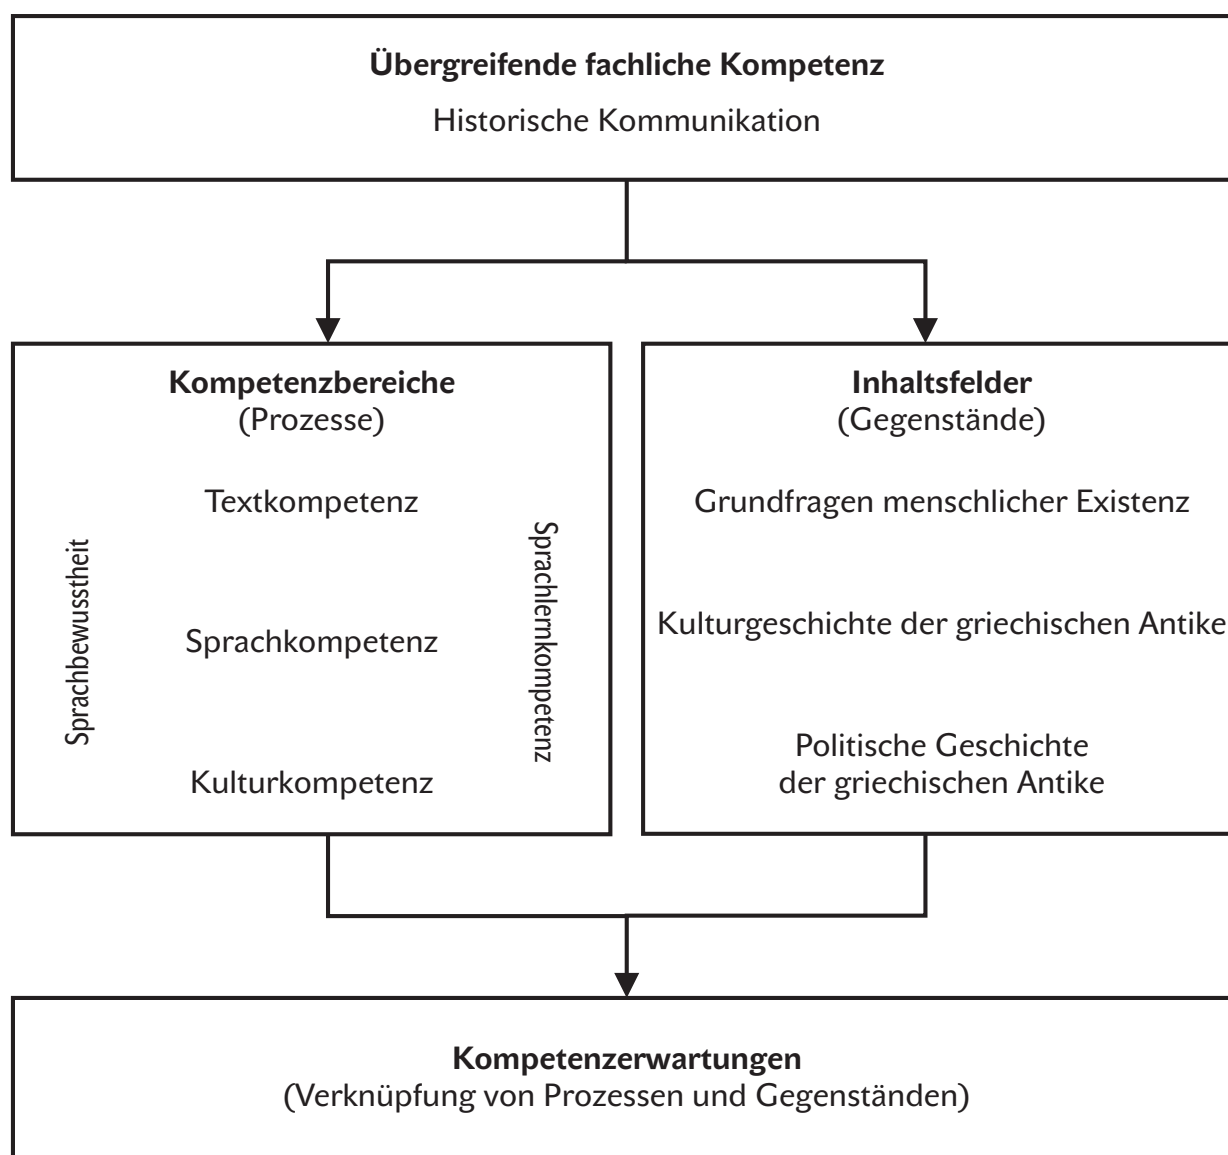 Übergreifende fachliche Kompetenz
Historische Kommunikation
Kompetenzbereiche
(Prozesse)
Textkompetenz
Sprachbewusstheit
Sprachkompetenz
Sprachlernkompetenz
Kulturkompetenz
Inhaltsfelder
(Gegenstände)
Grundfragen menschlicher Existenz
Kulturgeschichte der griechischen Antike
Politische Geschichte
der griechischen Antike
Kompetenzerwartungen
(Verknüpfung von Prozessen und Gegenständen)